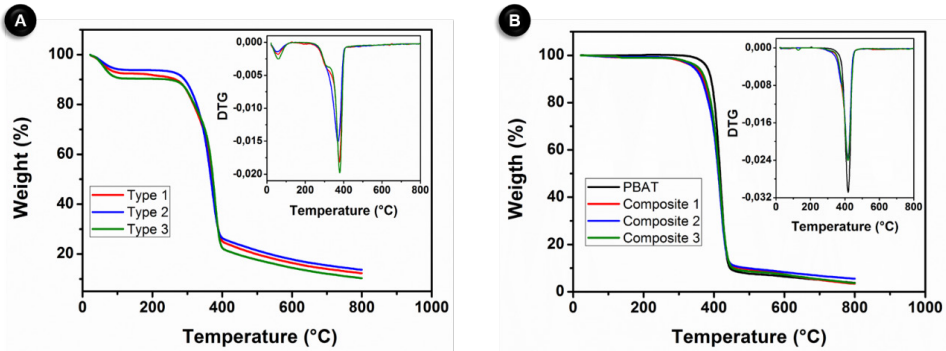 A
100
80
60
40
20
Weight (%)
0
200
400
600
800
1000
Temperature (°C)
Type 1
Type 2
Type 3
0,000
-0,005
-0,010
-0,015
-0,020
DTG
0
200
400
600
800
Temperature (°C)
B
100
80
60
40
20
0
Weigth (%)
0
200
400
600
800
1000
Temperature (°C)
PBAT
Composite 1
Composite 2
Composite 3
0,000
-0,008
-0,016
-0,024
-0,032
DTG
0
200
400
600
800
Temperature (°C)